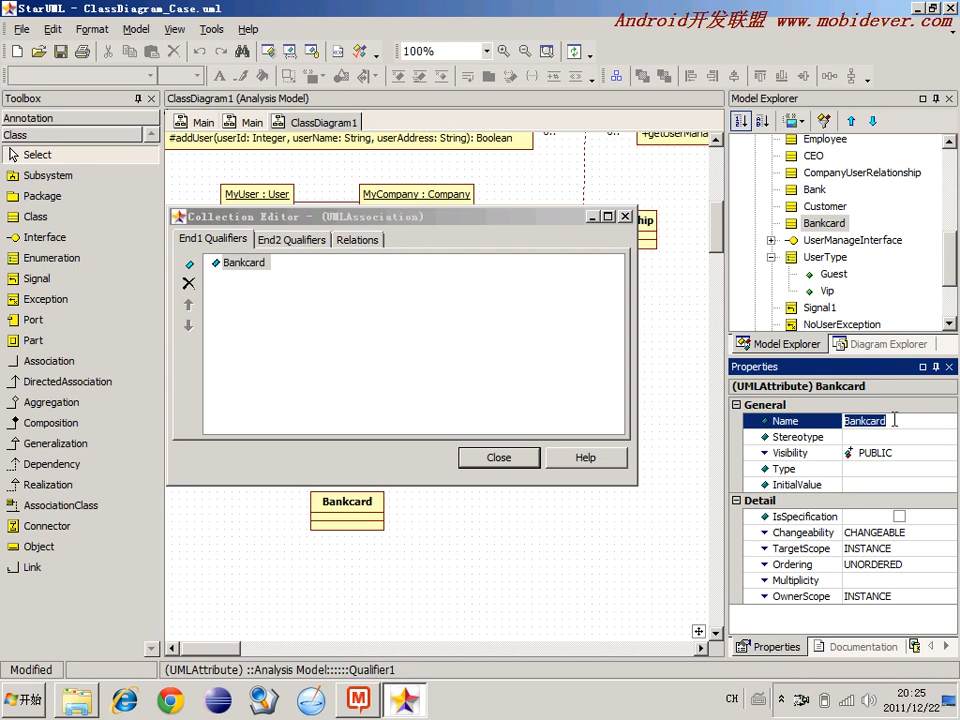 StarUML - ClassDiagram_Case.uml
Android开发联盟 www.mobidever.com
File Edit Format Model View Tools Help
100%
Toolbox
Annotation
Class
Select
Subsystem
Package
Class
Interface
Enumeration
Signal
Exception
Port
Part
Association
DirectedAssociation
Aggregation
Composition
Generalization
Dependency
Realization
AssociationClass
Connector
Object
Link
ClassDiagram1 (Analysis Model)
Main Main ClassDiagram1
#addUser(userId: Integer, userName: String, userAddress: String): Boolean
0..
0..
+getUserMana
MyUser : User
MyCompany : Company
hip
Collection Editor - (UMLAssociation)
End1 Qualifiers End2 Qualifiers Relations
Bankcard
Close Help
Bankcard
Model Explorer
Employee
CEO
CompanyUserRelationship
Bank
Customer
Bankcard
UserManageInterface
UserType
Guest
Vip
Signal1
NoUserException
Model Explorer Diagram Explorer
Properties
(UMLAttribute) Bankcard
General
Name Bankcard
Stereotype
Visibility PUBLIC
Type
InitialValue
Detail
IsSpecification
Changeability CHANGEABLE
TargetScope INSTANCE
Ordering UNORDERED
Multiplicity
OwnerScope INSTANCE
Properties Documentation
Modified
(UMLAttribute) ::Analysis Model::::::Qualifier1
开始
CH
20:25
2011/12/22